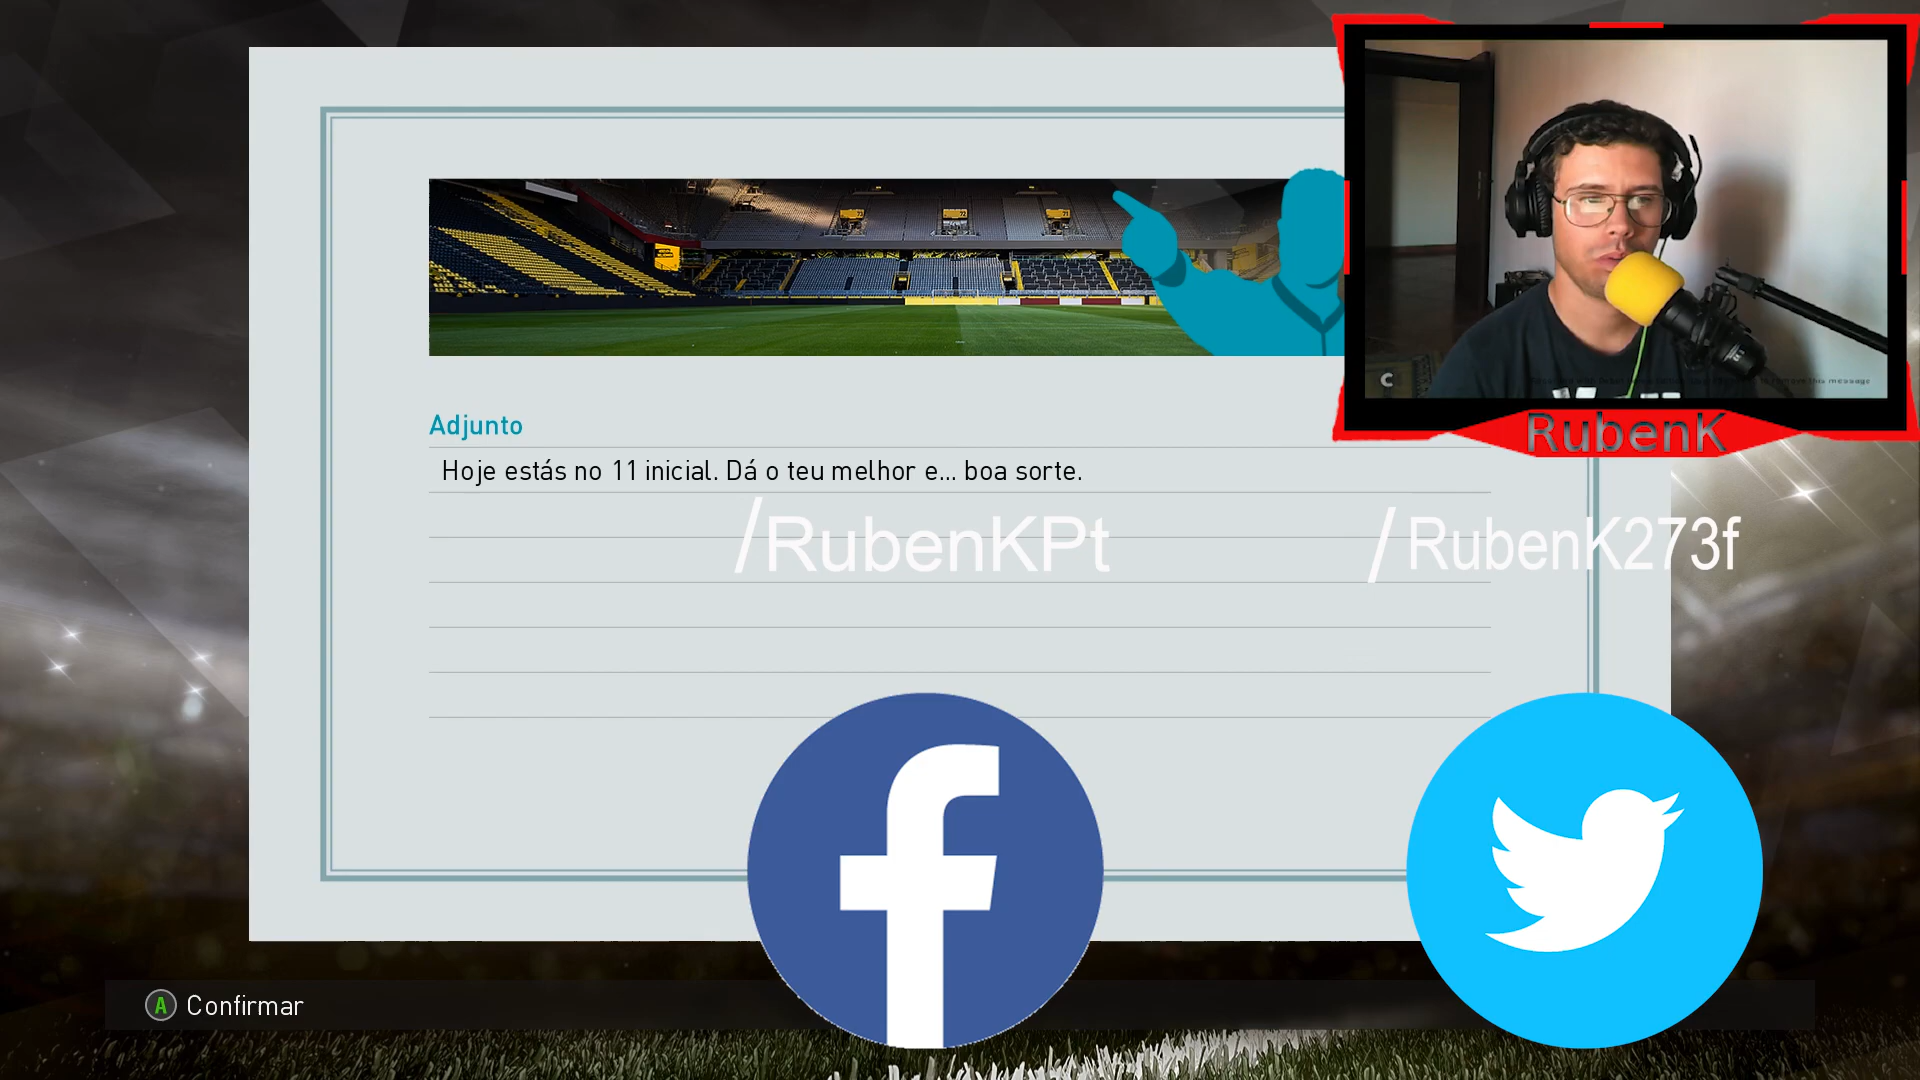 Adjunto
Hoje estás no 11 inicial. Dá o teu melhor e... boa sorte.
RubenK
/RubenKPt
/RubenK273f
A Confirmar